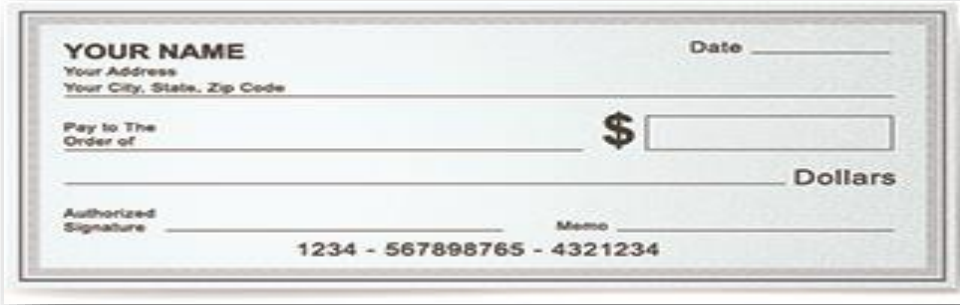 YOUR NAME
Date
Your Address
Your City, State, Zip Code
Pay to The
Order of
$
Dollars
Authorized
Signature
Memo
1234 - 567898765 - 4321234